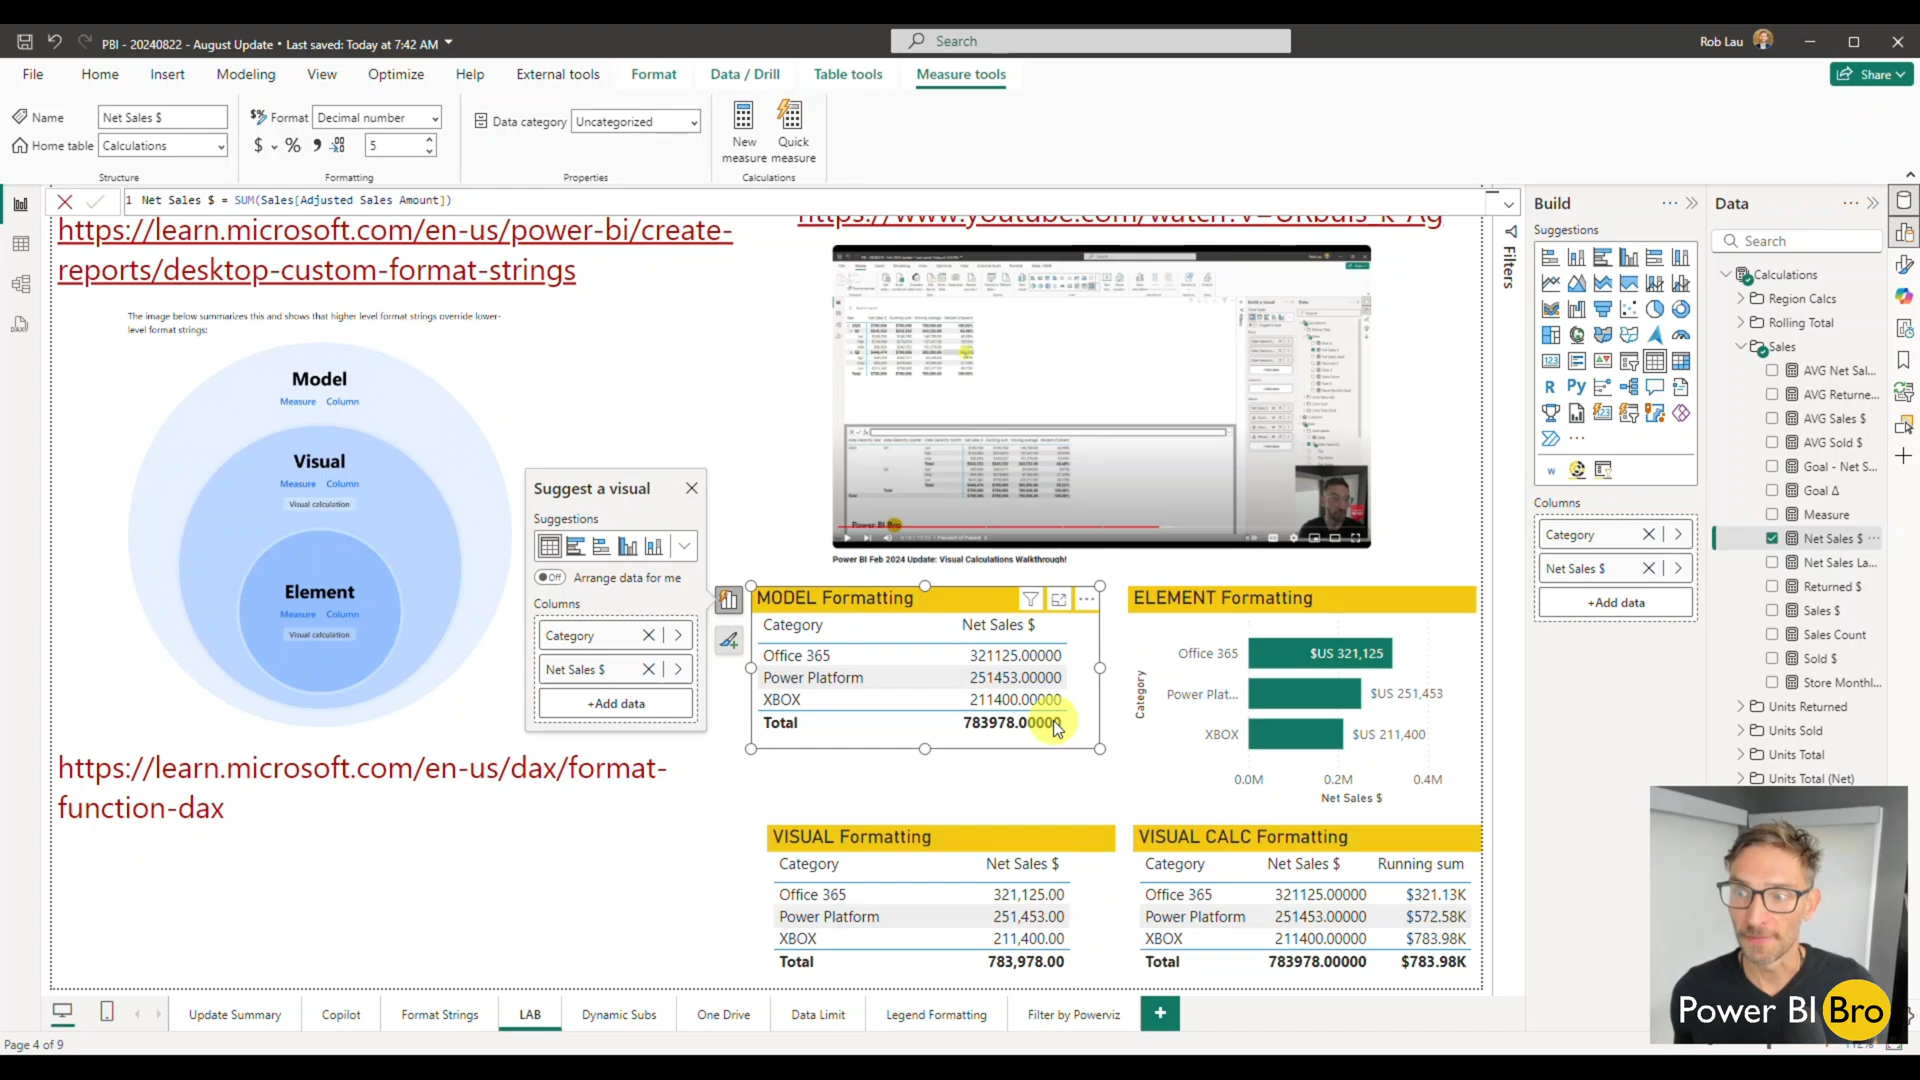 PBI - 20240822 - August Update • Last saved: Today at 7:42 AM
Search
Rob Lau
File
Home
Insert
Modeling
View
Optimize
Help
External tools
Format
Data / Drill
Table tools
Measure tools
Share
Name
Net Sales $
Home table
Calculations
Structure
Format
Decimal number
$
%
5
Formatting
Data category
Uncategorized
Properties
New measure
Quick measure
Calculations
1 Net Sales $ = SUM(Sales[Adjusted Sales Amount])
https://learn.microsoft.com/en-us/power-bi/create-
reports/desktop-custom-format-strings
The image below summarizes this and shows that higher level format strings override lower-
level format strings:
Model
Measure Column
Visual
Measure Column
Visual calculation
Element
Measure Column
Visual calculation
https://learn.microsoft.com/en-us/dax/format-
function-dax
Suggest a visual
Suggestions
Off
Arrange data for me
Columns
Category
Net Sales $
+Add data
Power BI Bro
Power BI Feb 2024 Update: Visual Calculations Walkthrough!
MODEL Formatting
Category Net Sales $
Office 365 321125.00000
Power Platform 251453.00000
XBOX 211400.00000
Total 783978.00000
ELEMENT Formatting
Category
Office 365 $US 321,125
Power Plat... $US 251,453
XBOX $US 211,400
0.0M 0.2M 0.4M
Net Sales $
VISUAL Formatting
Category Net Sales $
Office 365 321,125.00
Power Platform 251,453.00
XBOX 211,400.00
Total 783,978.00
VISUAL CALC Formatting
Category Net Sales $ Running sum
Office 365 321125.00000 $321.13K
Power Platform 251453.00000 $572.58K
XBOX 211400.00000 $783.98K
Total 783978.00000 $783.98K
Filters
Build
Suggestions
R
Py
123
Columns
Category
Net Sales $
+Add data
Data
Search
Calculations
Region Calcs
Rolling Total
Sales
AVG Net Sal...
AVG Returne...
AVG Sales $
AVG Sold $
Goal - Net S...
Goal Δ
Measure
Net Sales $
Net Sales La...
Returned $
Sales $
Sales Count
Sold $
Store Monthl...
Units Returned
Units Sold
Units Total
Units Total (Net)
Power BI Bro
Update Summary
Copilot
Format Strings
LAB
Dynamic Subs
One Drive
Data Limit
Legend Formatting
Filter by Powerviz
Page 4 of 9